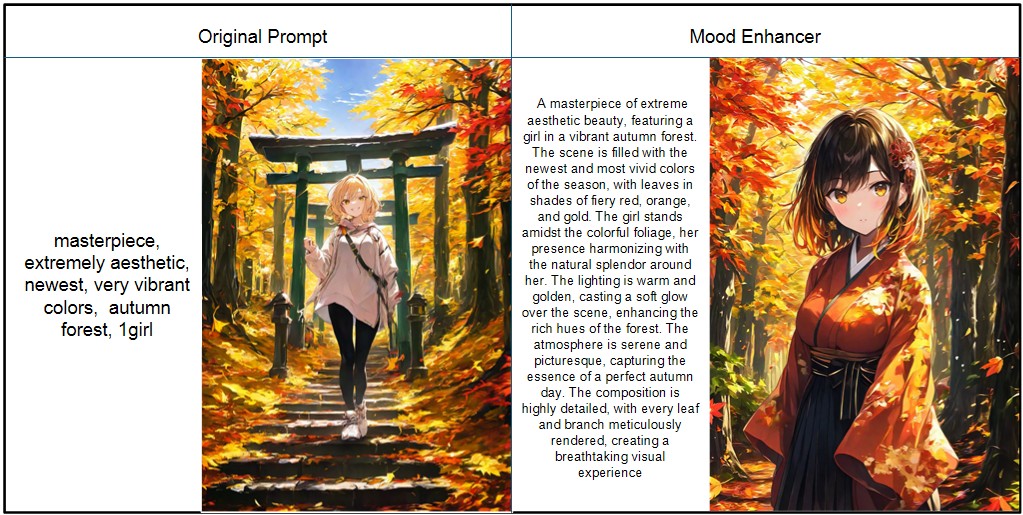 Original Prompt
Mood Enhancer
masterpiece,
extremely aesthetic,
newest, very vibrant
colors, autumn
forest, 1girl
A masterpiece of extreme
aesthetic beauty, featuring a
girl in a vibrant autumn forest.
The scene is filled with the
newest and most vivid colors
of the season, with leaves in
shades of fiery red, orange,
and gold. The girl stands
amidst the colorful foliage, her
presence harmonizing with
the natural splendor around
her. The lighting is warm and
golden, casting a soft glow
over the scene, enhancing the
rich hues of the forest. The
atmosphere is serene and
picturesque, capturing the
essence of a perfect autumn
day. The composition is
highly detailed, with every leaf
and branch meticulously
rendered, creating a
breathtaking visual
experience